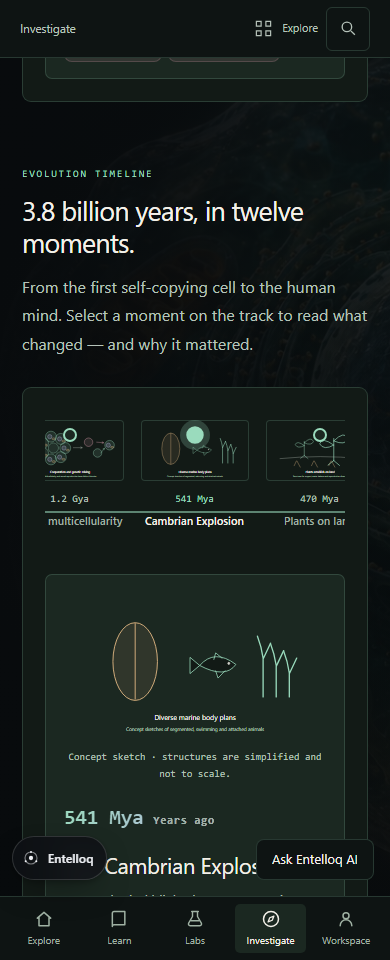 Investigate
Explore
EVOLUTION TIMELINE
3.8 billion years, in twelve
moments.
From the first self-copying cell to the human
mind. Select a moment on the track to read what
changed — and why it mattered.
1.2 Gya
541 Mya
470 Mya
multicellularity
Cambrian Explosion
Plants on lan
Diverse marine body plans
Concept sketches of segmented, swimming and attached animals
Concept sketch · structures are simplified and
not to scale.
541 Mya Years ago
Cambrian Explos
Entelloq
Ask Entelloq AI
Explore
Learn
Labs
Investigate
Workspace